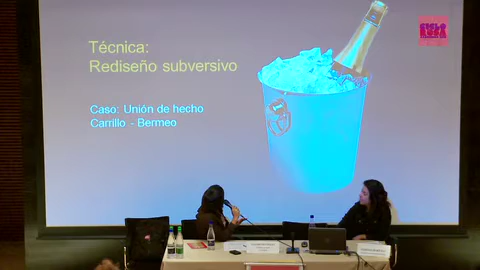 Técnica:
Rediseño subversivo
Caso: Unión de hecho
Carrillo - Bermeo